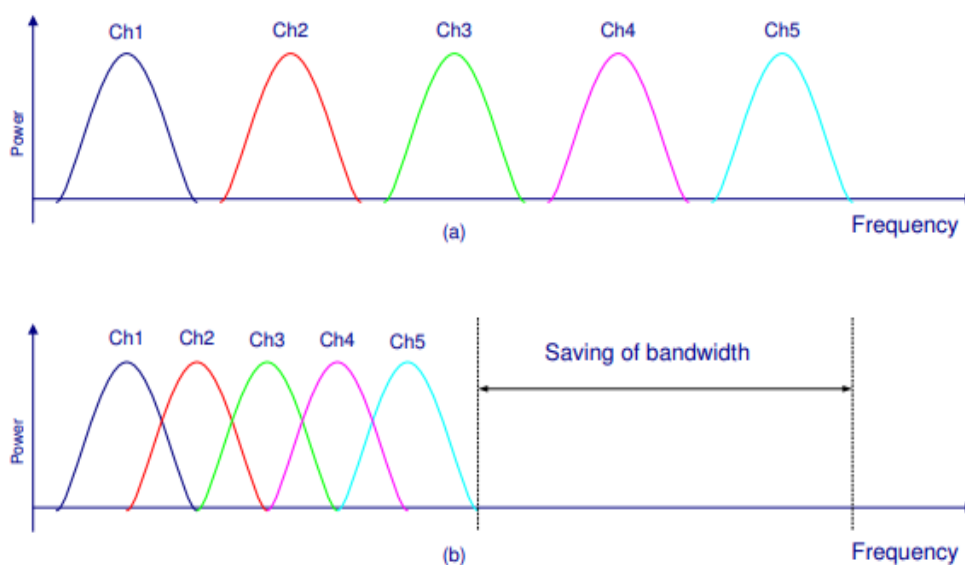 Ch1 Ch2 Ch3 Ch4 Ch5
Power
Frequency
(a)
Ch1 Ch2 Ch3 Ch4 Ch5
Saving of bandwidth
Power
Frequency
(b)